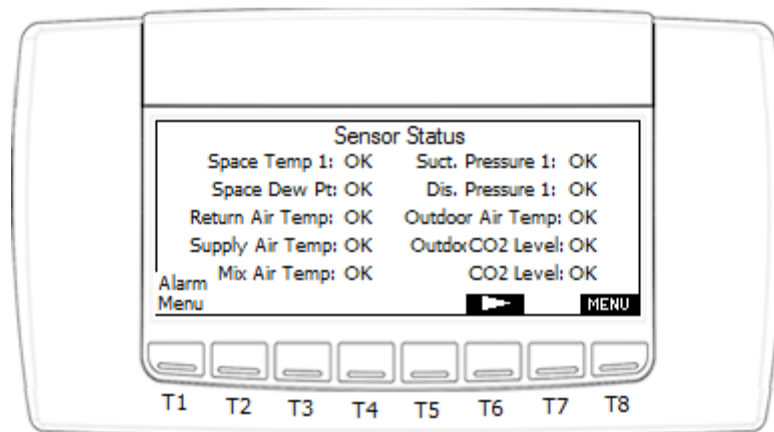 Sensor Status
Space Temp 1: OK Suct. Pressure 1: OK
Space Dew Pt: OK Dis. Pressure 1: OK
Return Air Temp: OK Outdoor Air Temp: OK
Supply Air Temp: OK CO2 Level: OK
Mix Air Temp: OK CO2 Level: OK
Alarm
Menu MENU
T1 T2 T3 T4 T5 T6 T7 T8